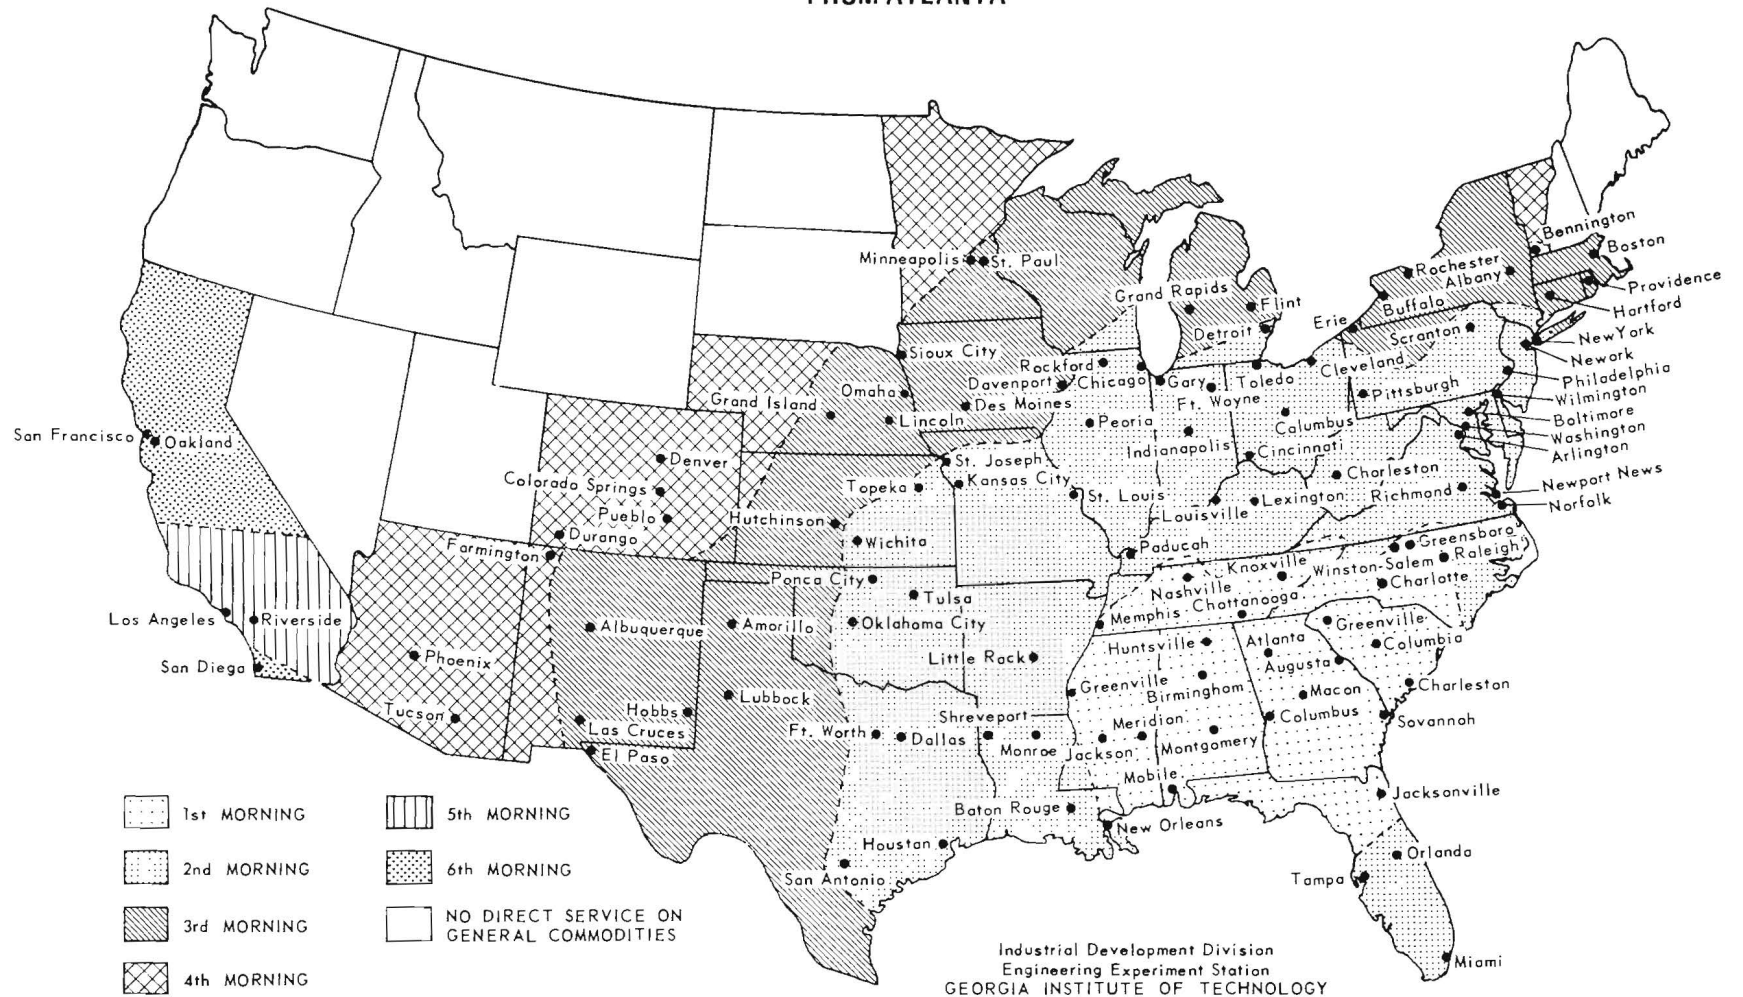 FROM ATLANTA
Minneapolis
St. Paul
Bennington
Boston
Rochester
Albany
Providence
Grand Rapids
Flint
Buffalo
Hartford
Detroit
Erie
Scranton
New York
Newark
Sioux City
Rockford
Cleveland
Philadelphia
Omaha
Davenport
Chicago
Gary
Toledo
Pittsburgh
Wilmington
Grand Island
Des Moines
Ft. Wayne
Boltimore
Lincoln
Peoria
Columbus
Washington
San Francisco
Oakland
Indianapolis
Cincinnati
Arlington
Denver
St. Joseph
Charleston
Newport News
Colorado Springs
Topeka
Kansas City
St. Louis
Lexington
Richmond
Norfolk
Pueblo
Hutchinson
Louisville
Durango
Wichita
Paducah
Greensboro
Farmington
Knoxville
Winston-Salem
Raleigh
Ponca City
Nashville
Charlotte
Tulsa
Memphis
Chattanooga
Los Angeles
Riverside
Albuquerque
Amorillo
Oklahoma City
Greenville
Huntsville
Atlanta
Columbia
San Diego
Phoenix
Little Rock
Augusta
Greenville
Birmingham
Macon
Charleston
Tucson
Hobbs
Lubbock
Shreveport
Meridian
Columbus
Savannah
Las Cruces
Ft. Worth
Dallas
Monroe
Jackson
Montgomery
El Paso
Mobile
Jacksonville
Baton Rouge
New Orleans
Houston
Orlanda
San Antonio
Tampa
Miami
1st MORNING
2nd MORNING
3rd MORNING
4th MORNING
5th MORNING
6th MORNING
NO DIRECT SERVICE ON
GENERAL COMMODITIES
Industrial Development Division
Engineering Experiment Station
GEORGIA INSTITUTE OF TECHNOLOGY